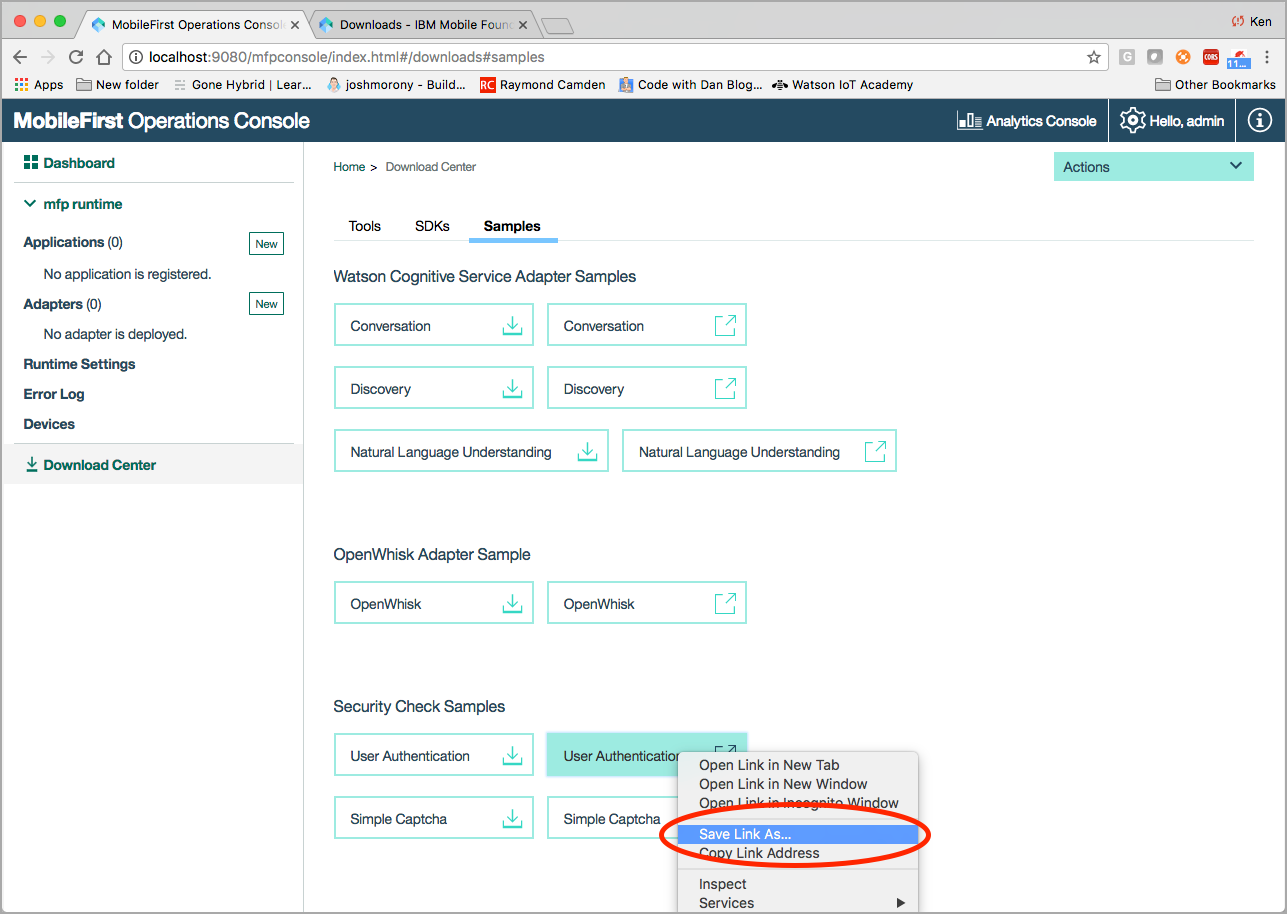 MobileFirst Operations Consol
Downloads - IBM Mobile Foun
Ken
localhost:9080/mfpconsole/index.html#/downloads#samples
G
CORS
11...
Apps
New folder
Gone Hybrid | Lear...
joshmorony - Build...
RC Raymond Camden
Code with Dan Blog...
Watson IoT Academy
Other Bookmarks
MobileFirst Operations Console
Analytics Console
Hello, admin
Dashboard
mfp runtime
Applications (0)
New
No application is registered.
Adapters (0)
New
No adapter is deployed.
Runtime Settings
Error Log
Devices
Download Center
Home > Download Center
Actions
Tools
SDKs
Samples
Watson Cognitive Service Adapter Samples
Conversation
Conversation
Discovery
Discovery
Natural Language Understanding
Natural Language Understanding
OpenWhisk Adapter Sample
OpenWhisk
OpenWhisk
Security Check Samples
User Authentication
User Authentication
Simple Captcha
Simple Captcha
Open Link in New Tab
Open Link in New Window
Open Link in Incognito Window
Save Link As...
Copy Link Address
Inspect
Services